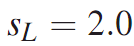 s_L = 2.0